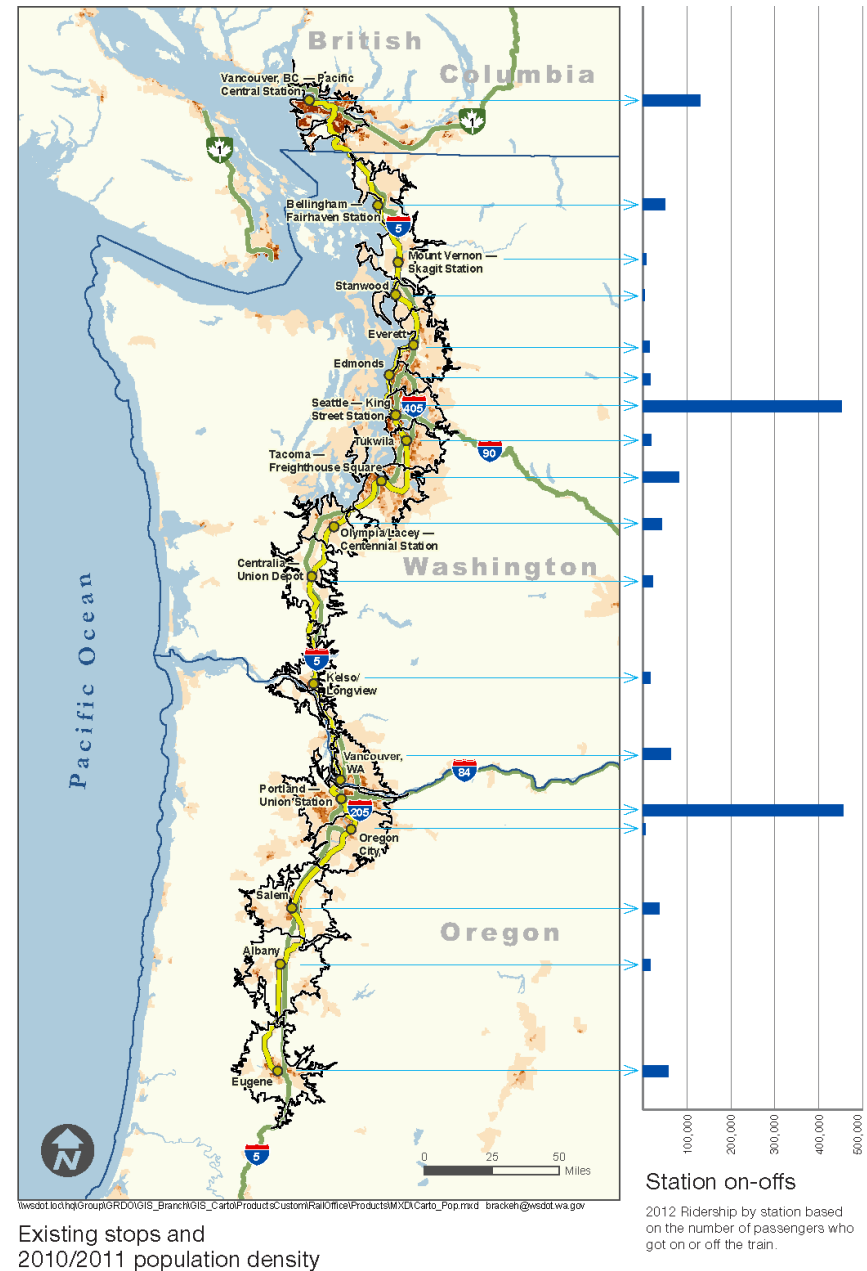 British
Columbia
Vancouver, BC — Pacific
Central Station
1
1
Bellingham —
Fairhaven Station
5
Mount Vernon —
Skagit Station
Stanwood
Everett
Edmonds
Seattle — King
Street Station
405
Tukwila
90
Tacoma —
Freighthouse Square
Olympia/Lacey —
Centennial Station
Centralia —
Union Depot
Washington
Pacific Ocean
5
Kelso/
Longview
Vancouver,
WA
84
Portland —
Union Station
205
Oregon
City
Salem
Oregon
Albany
Eugene
N
5
0 25 50
Miles
100,000 200,000 300,000 400,000 500,000
Station on-offs
2012 Ridership by station based
on the number of passengers who
got on or off the train.
\\wsdot.loc\hq\Group\GRDO\GIS_Branch\GIS_Carto\ProductsCustom\RailOffice\Products\MXD\Carto_Pop.mxd brackeh@wsdot.wa.gov
Existing stops and
2010/2011 population density